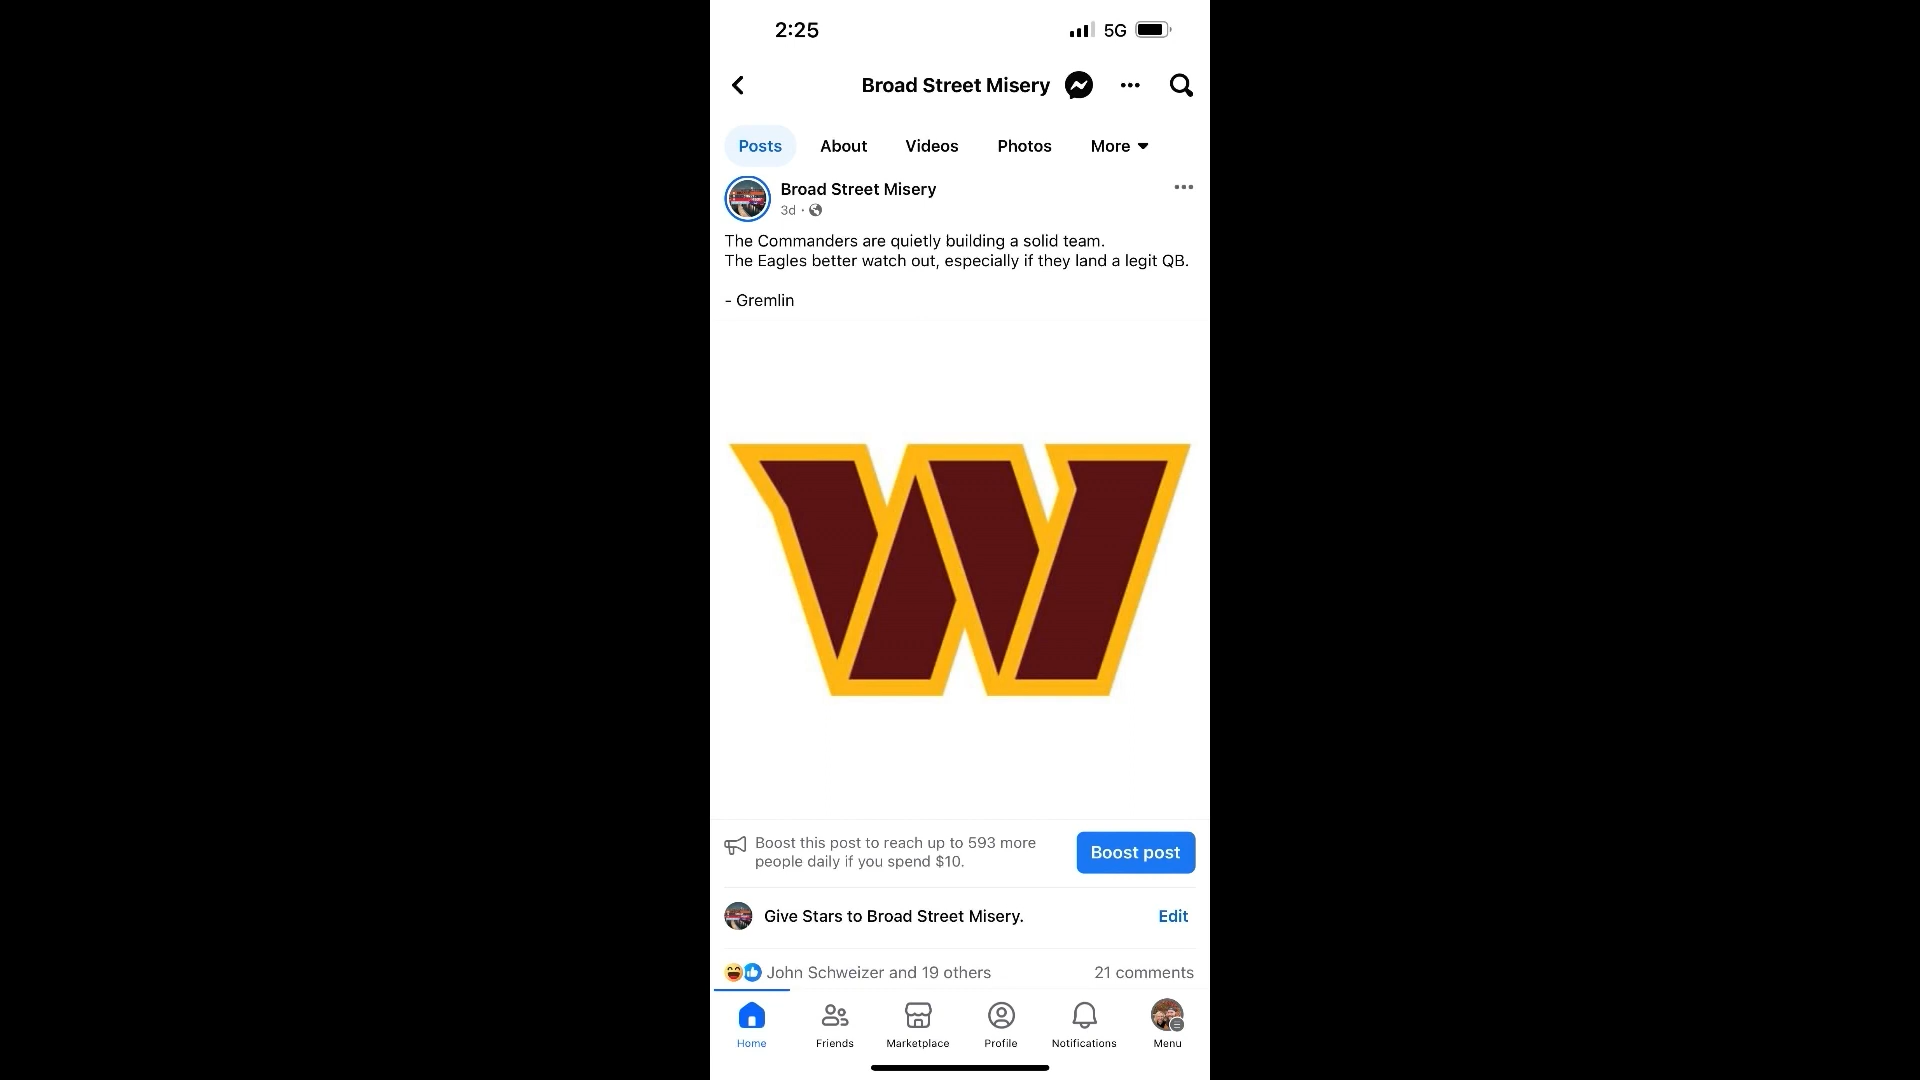 2:25
5G
Broad Street Misery
Posts
About
Videos
Photos
More
Broad Street Misery
3d ·
The Commanders are quietly building a solid team.
The Eagles better watch out, especially if they land a legit QB.
- Gremlin
W
Boost this post to reach up to 593 more
people daily if you spend $10.
Boost post
Give Stars to Broad Street Misery.
Edit
John Schweizer and 19 others
21 comments
Home
Friends
Marketplace
Profile
Notifications
Menu